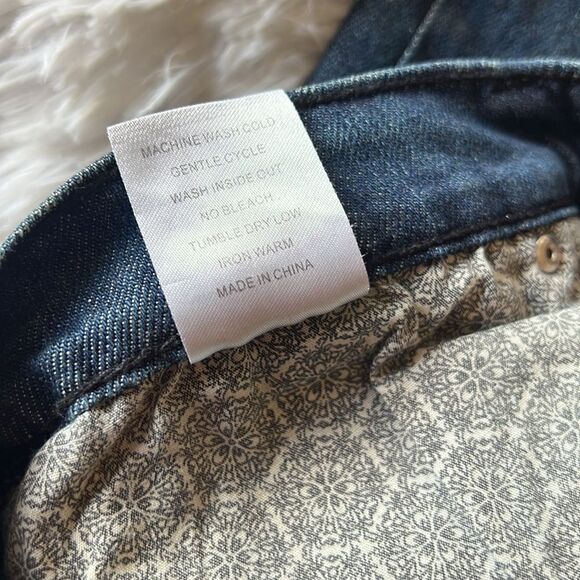 MACHINE WASH COLD
GENTLE CYCLE
WASH INSIDE OUT
NO BLEACH
TUMBLE DRY LOW
IRON WARM
MADE IN CHINA